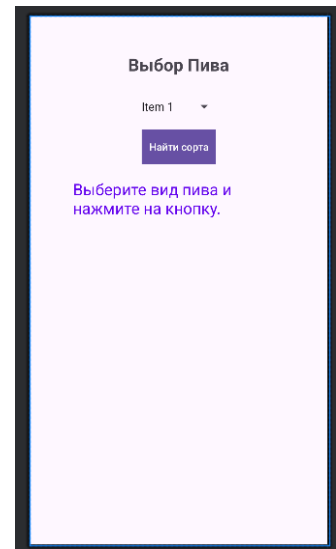 Выбор Пива
Item 1
Найти сорта
Выберите вид пива и
нажмите на кнопку.